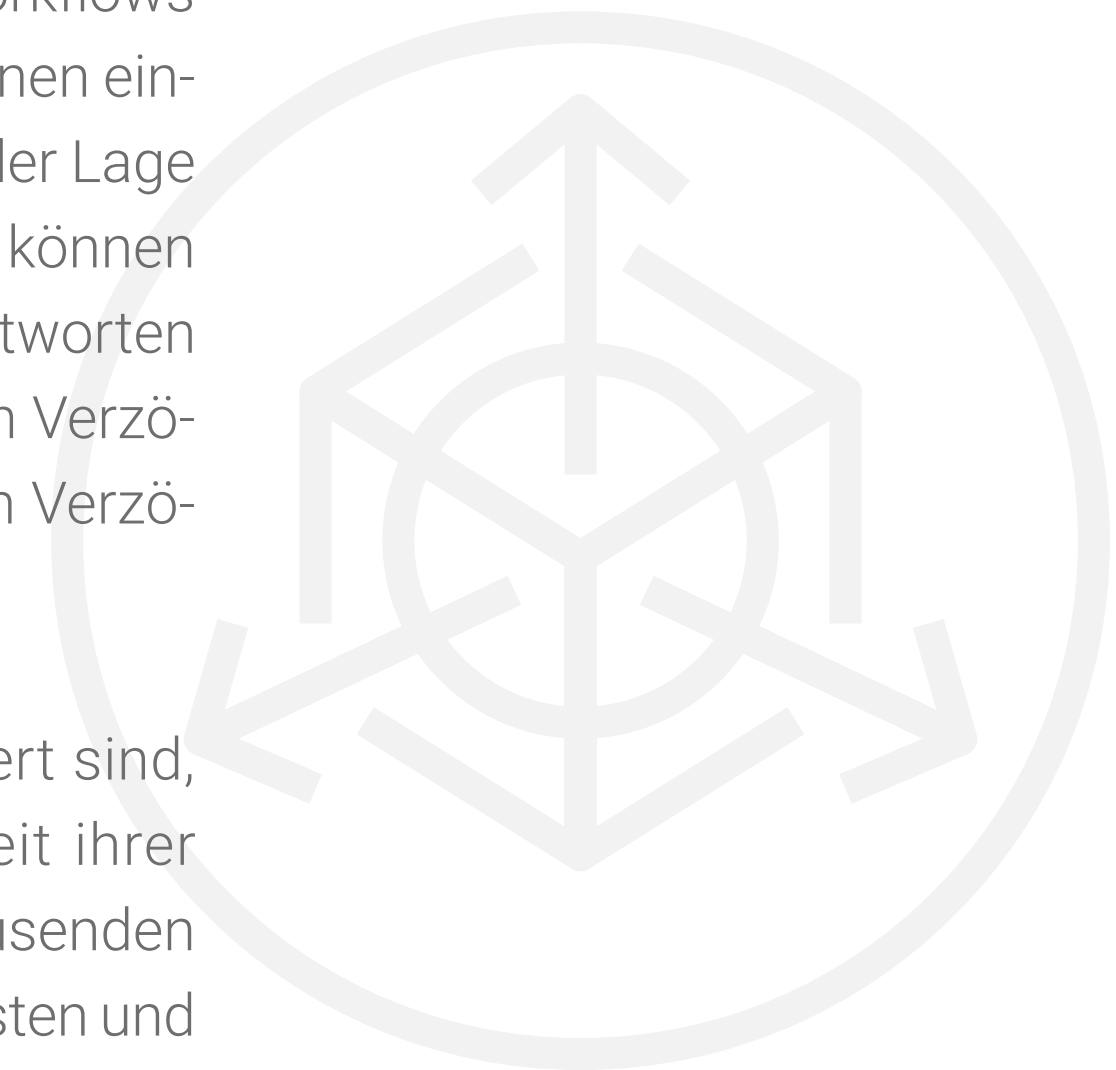 orkflows
nen ein-
der Lage
können
tworten
n Verzö-
n Verzö-
ert sind,
eit ihrer
usenden
sten und